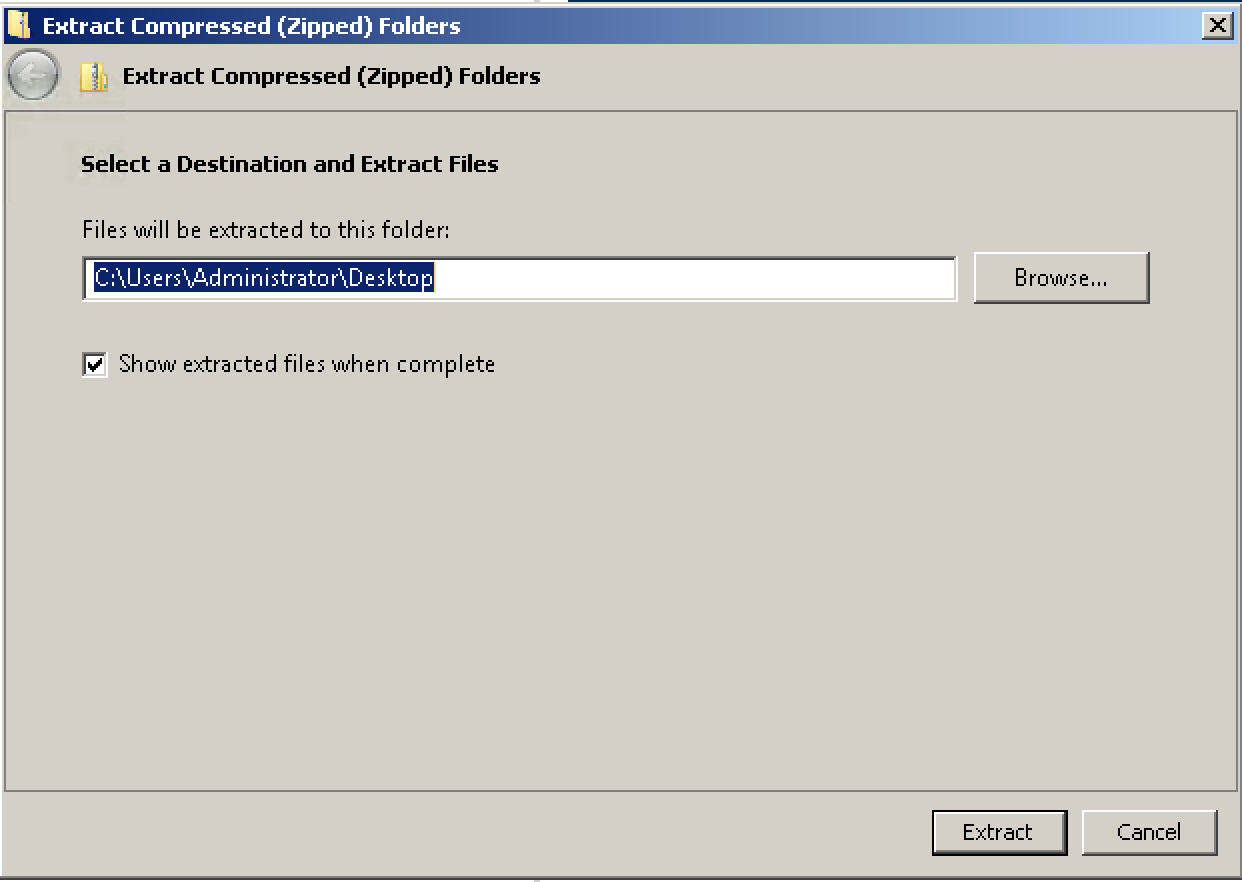 Extract Compressed (Zipped) Folders
Extract Compressed (Zipped) Folders
Select a Destination and Extract Files
Files will be extracted to this folder:
C:\Users\Administrator\Desktop
Browse...
Show extracted files when complete
Extract
Cancel